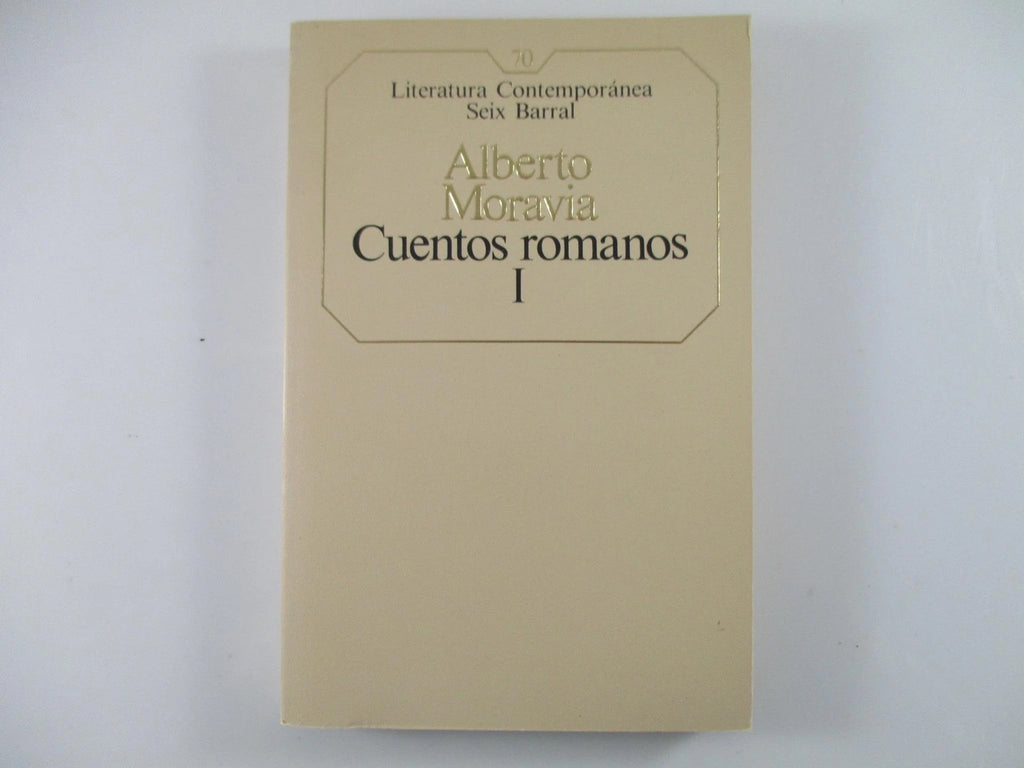 70
Literatura Contemporánea
Seix Barral
Alberto
Moravia
Cuentos romanos
I